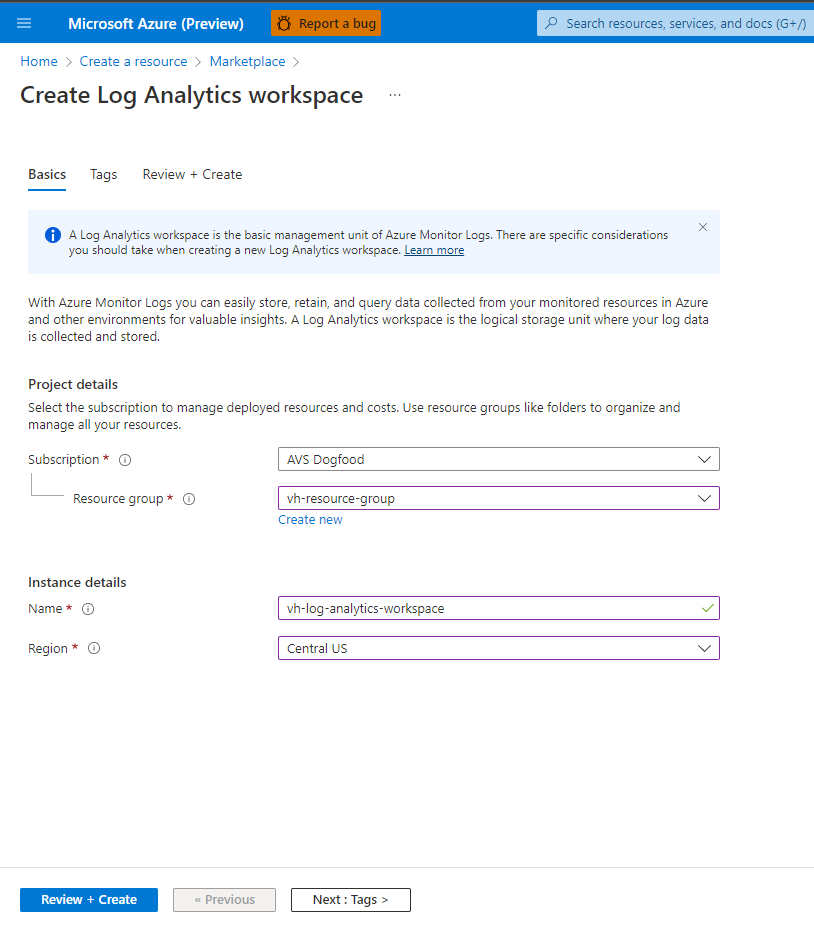 Microsoft Azure (Preview)
Report a bug
Search resources, services, and docs (G+/)
Home > Create a resource > Marketplace >
Create Log Analytics workspace ...
Basics Tags Review + Create
A Log Analytics workspace is the basic management unit of Azure Monitor Logs. There are specific considerations
you should take when creating a new Log Analytics workspace. Learn more
With Azure Monitor Logs you can easily store, retain, and query data collected from your monitored resources in Azure
and other environments for valuable insights. A Log Analytics workspace is the logical storage unit where your log data
is collected and stored.
Project details
Select the subscription to manage deployed resources and costs. Use resource groups like folders to organize and
manage all your resources.
Subscription * AVS Dogfood
Resource group * vh-resource-group
Create new
Instance details
Name * vh-log-analytics-workspace
Region * Central US
Review + Create
« Previous
Next : Tags >